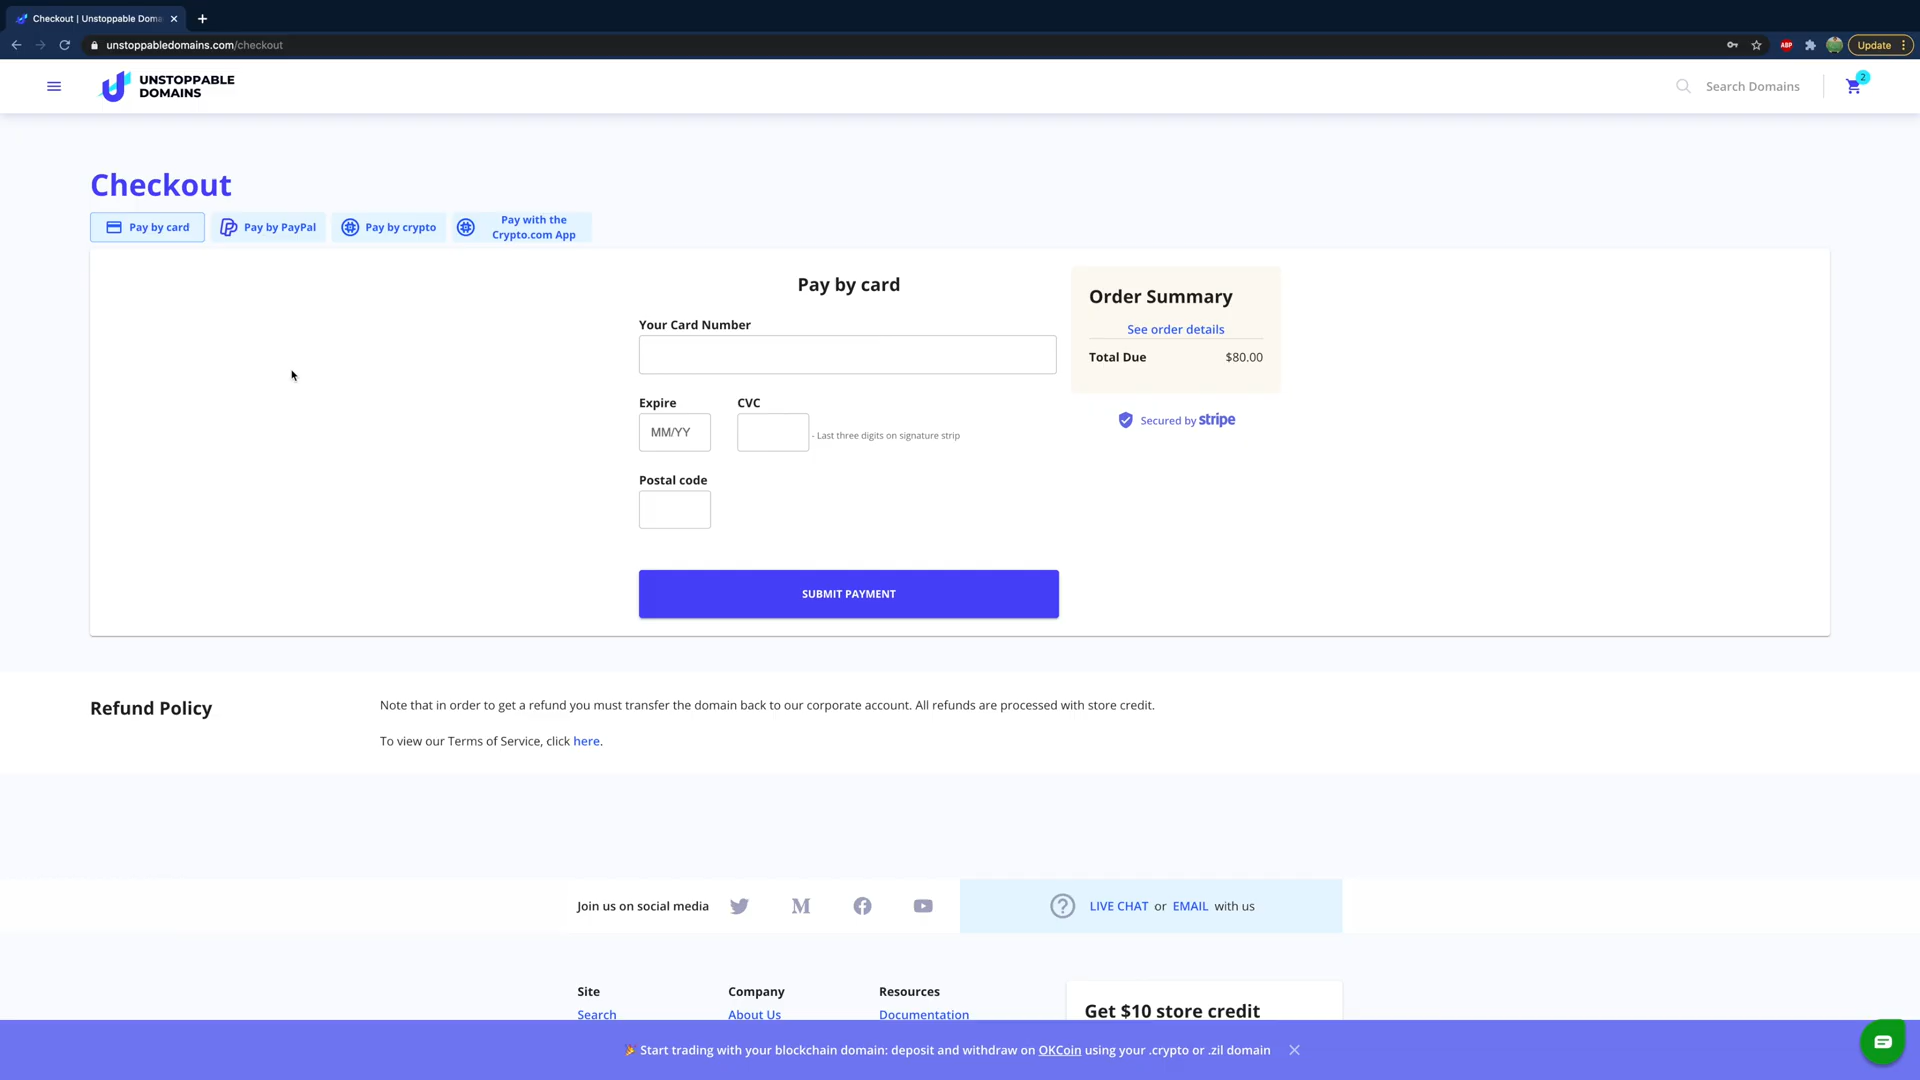 Checkout | Unstoppable Doma
unstoppabledomains.com/checkout
ABP
Update
UNSTOPPABLE
DOMAINS
Search Domains
2
Checkout
Pay by card
Pay by PayPal
Pay by crypto
Pay with the
Crypto.com App
Pay by card
Your Card Number
Expire
CVC
MM/YY
- Last three digits on signature strip
Postal code
SUBMIT PAYMENT
Order Summary
See order details
Total Due $80.00
Secured by stripe
Refund Policy
Note that in order to get a refund you must transfer the domain back to our corporate account. All refunds are processed with store credit.
To view our Terms of Service, click here.
Join us on social media
LIVE CHAT or EMAIL with us
Site
Search
Company
About Us
Resources
Documentation
Get $10 store credit
Start trading with your blockchain domain: deposit and withdraw on OKCoin using your .crypto or .zil domain